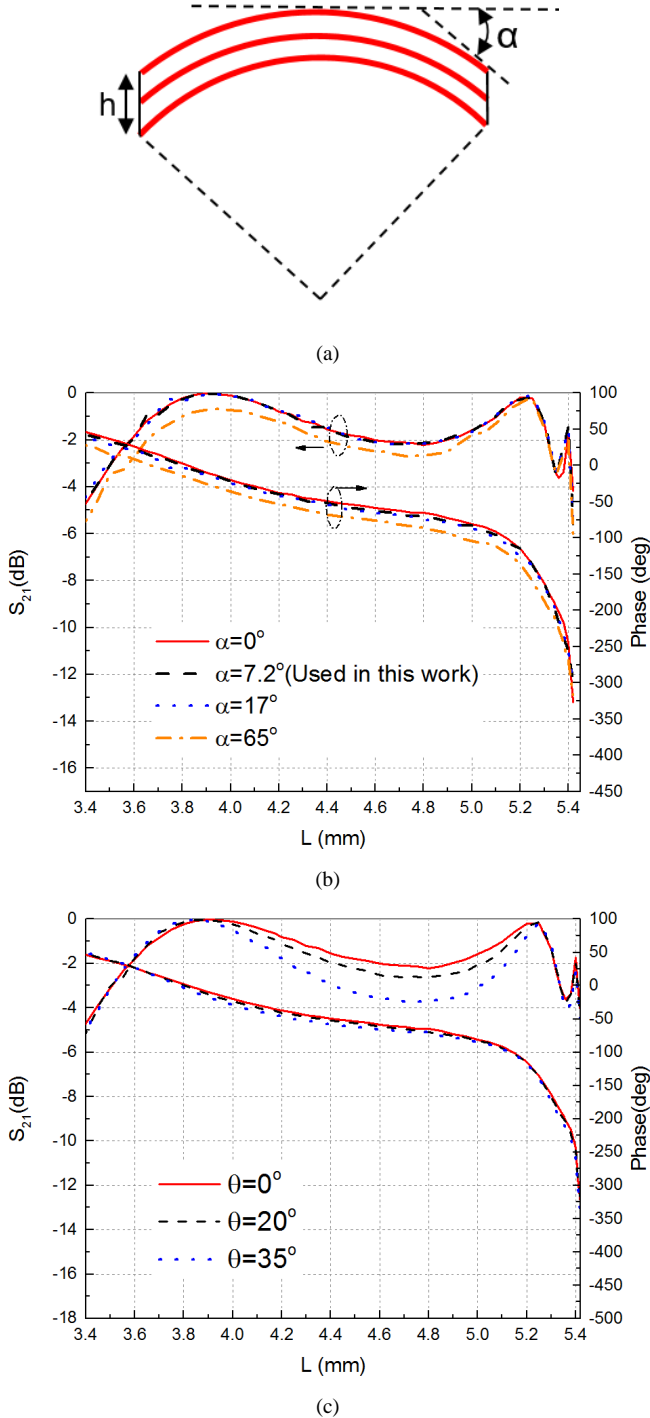 h
α
(a)
0
-2
-4
-6
-8
-10
-12
-14
-16
S21(dB)
100
50
0
-50
-100
-150
-200
-250
-300
-350
-400
-450
Phase (deg)
α=0°
α=7.2°(Used in this work)
α=17°
α=65°
3.4 3.6 3.8 4.0 4.2 4.4 4.6 4.8 5.0 5.2 5.4
L (mm)
(b)
0
-2
-4
-6
-8
-10
-12
-14
-16
-18
S21(dB)
100
50
0
-50
-100
-150
-200
-250
-300
-350
-400
-450
-500
Phase(deg)
θ=0°
θ=20°
θ=35°
3.4 3.6 3.8 4.0 4.2 4.4 4.6 4.8 5.0 5.2 5.4
L (mm)
(c)